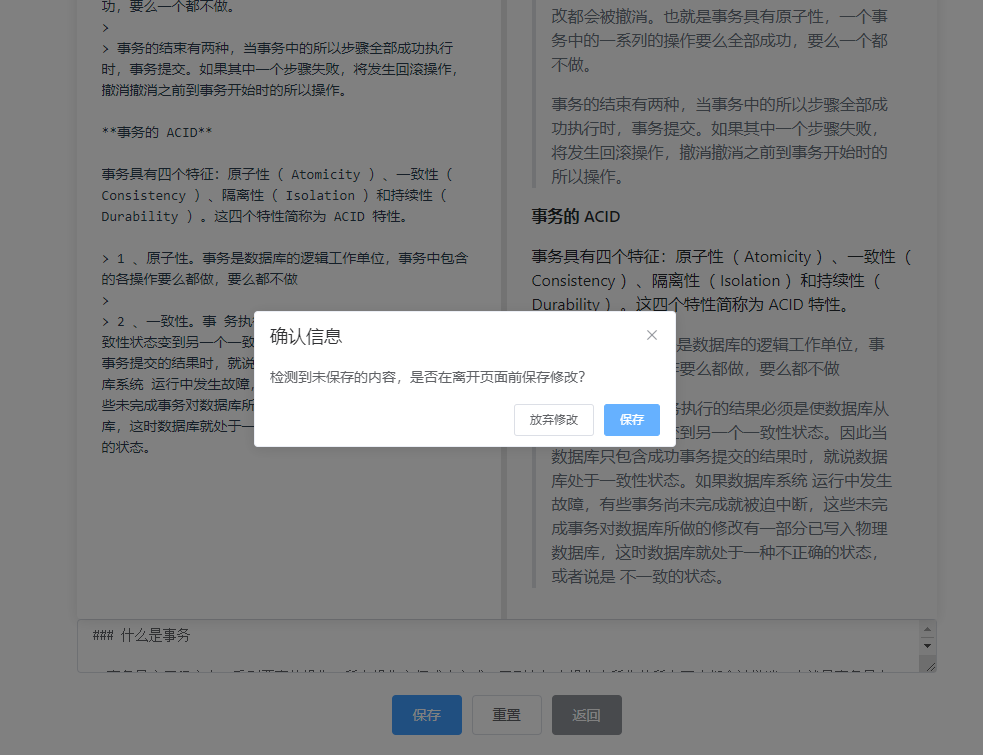 功，要么一个都不做。
>
> 事务的结束有两种，当事务中的所以步骤全部成功执行
时，事务提交。如果其中一个步骤失败，将发生回滚操作，
撤消撤消之前到事务开始时的所以操作。
**事务的 ACID**
事务具有四个特征：原子性（ Atomicity ）、一致性（
Consistency ）、隔离性（ Isolation ）和持续性（
Durability ）。这四个特性简称为 ACID 特性。
> 1 、原子性。事务是数据库的逻辑工作单位，事务中包含
的各操作要么都做，要么都不做
>
> 2 、一致性。事 务执
致性状态变到另一个一致
事务提交的结果时，就说
库系统 运行中发生故障，
些未完成事务对数据库所
库，这时数据库就处于一
的状态。
改都会被撤消。也就是事务具有原子性，一个事
务中的一系列的操作要么全部成功，要么一个都
不做。
事务的结束有两种，当事务中的所以步骤全部成
功执行时，事务提交。如果其中一个步骤失败，
将发生回滚操作，撤消撤消之前到事务开始时的
所以操作。
事务的 ACID
事务具有四个特征：原子性（ Atomicity ）、一致性（
Consistency ）、隔离性（ Isolation ）和持续性（
Durability ）。这四个特性简称为 ACID 特性。
是数据库的逻辑工作单位，事
要么都做，要么都不做
务执行的结果必须是使数据库从
变到另一个一致性状态。因此当
数据库只包含成功事务提交的结果时，就说数据
库处于一致性状态。如果数据库系统 运行中发生
故障，有些事务尚未完成就被迫中断，这些未完
成事务对数据库所做的修改有一部分已写入物理
数据库，这时数据库就处于一种不正确的状态，
或者说是 不一致的状态。
确认信息
检测到未保存的内容，是否在离开页面前保存修改?
放弃修改
保存
### 什么是事务
保存
重置
返回